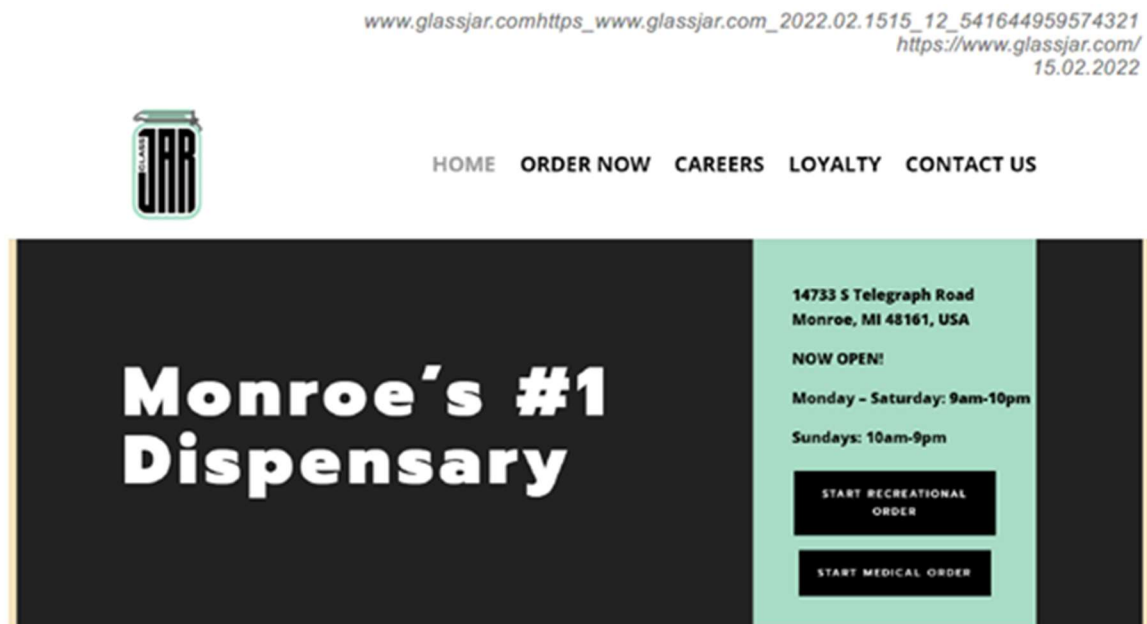 www.glassjar.comhttps_www.glassjar.com_2022.02.1515_12_541644959574321
https://www.glassjar.com/
15.02.2022
GLASS
JAR
HOME ORDER NOW CAREERS LOYALTY CONTACT US
Monroe´s #1
Dispensary
14733 S Telegraph Road
Monroe, MI 48161, USA
NOW OPEN!
Monday – Saturday: 9am-10pm
Sundays: 10am-9pm
START RECREATIONAL
ORDER
START MEDICAL ORDER